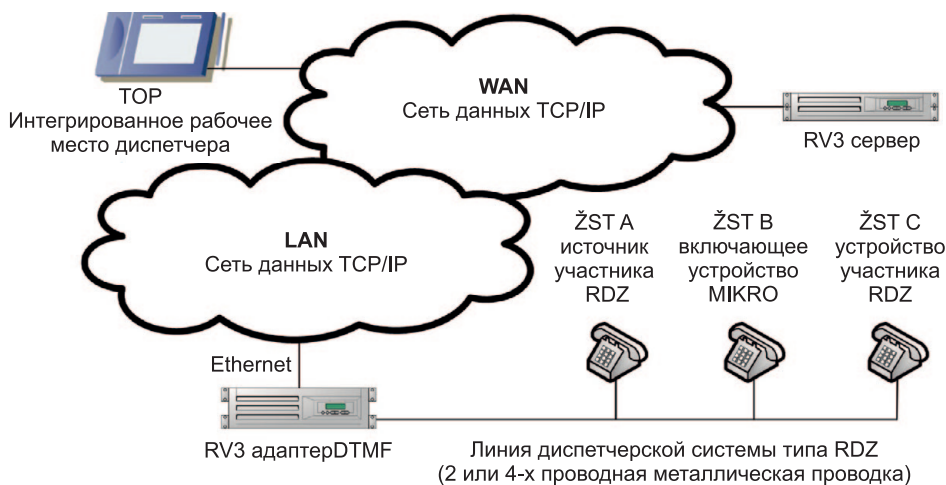 WAN
Сеть данных TCP/IP
TOP
Интегрированное рабочее
место диспетчера
RV3 сервер
LAN
Сеть данных TCP/IP
ŽST A
источник
участника
RDZ
ŽST B
включающее
устройство
MIKRO
ŽST C
устройство
участника
RDZ
Ethernet
RV3 адаптерDTMF
Линия диспетчерской системы типа RDZ
(2 или 4-х проводная металлическая проводка)